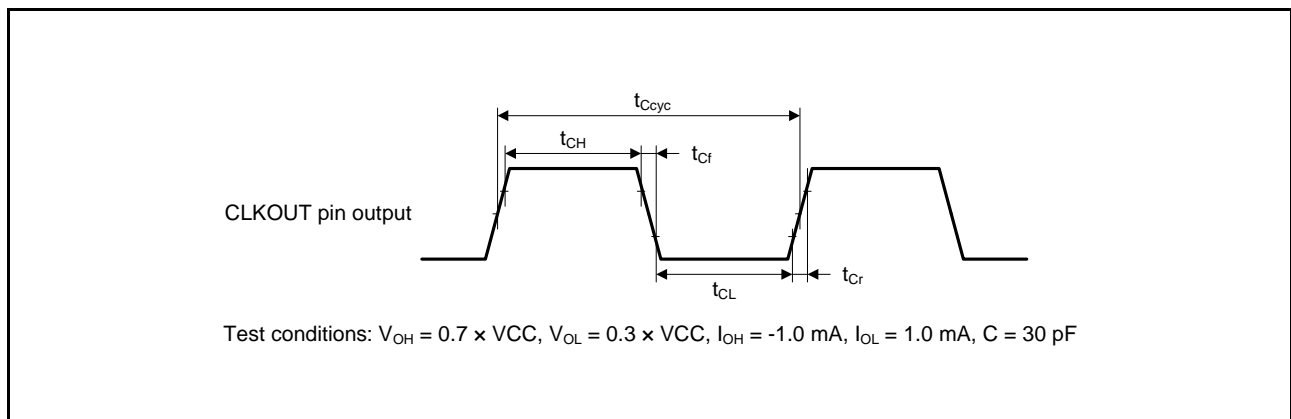 tCcyc
tCH
tCf
CLKOUT pin output
tCL
tCr
Test conditions: VOH = 0.7 × VCC, VOL = 0.3 × VCC, IOH = -1.0 mA, IOL = 1.0 mA, C = 30 pF